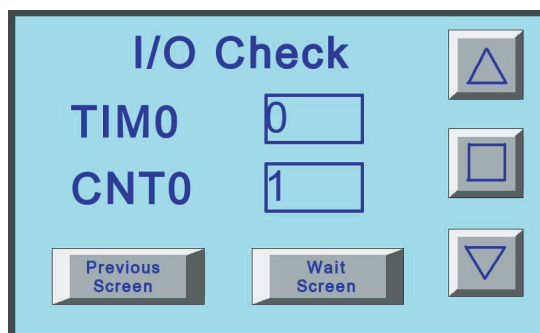 I/O Check
TIM0 0
CNT0 1
Previous
Screen
Wait
Screen